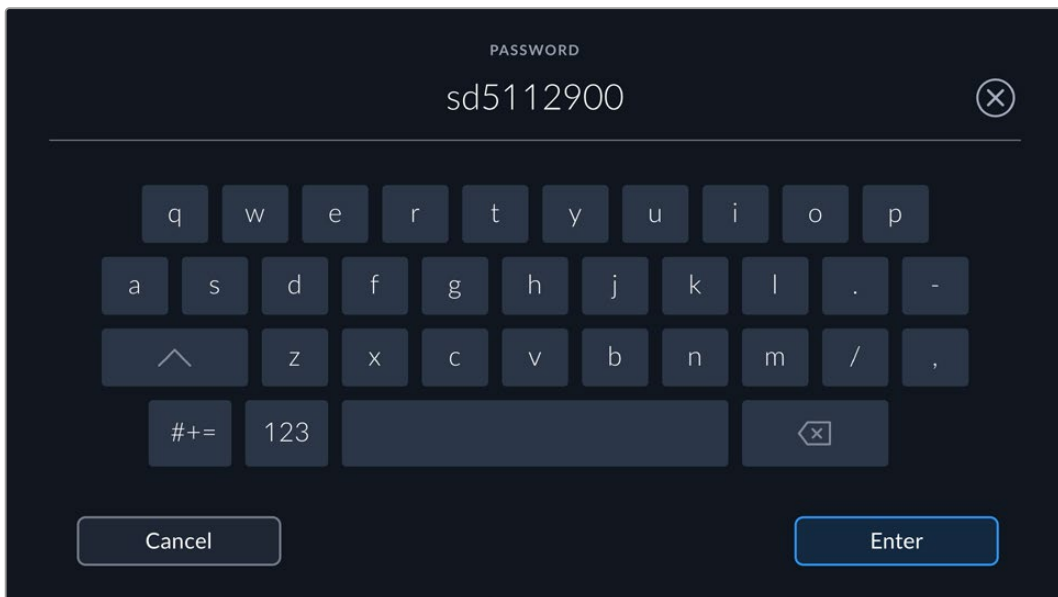 PASSWORD
sd5112900
q w e r t y u i o p
a s d f g h j k l . -
z x c v b n m / ,
#+= 123
Cancel Enter